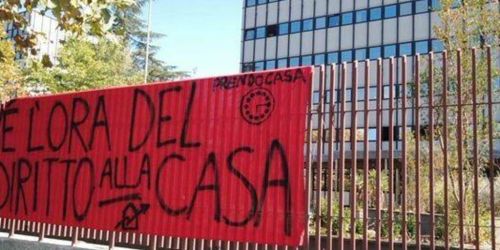 PRENDOCASA
E L'ORA DEL
DIRITTO ALLA CASA